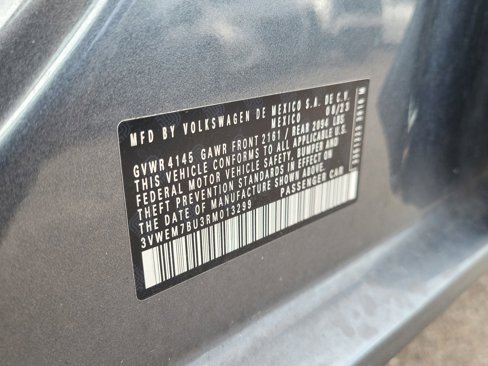 MFD BY VOLKSWAGEN DE MEXICO S.A. DE C.V.
MEXICO 08/23
GVWR 4145 GAWR FRONT 2161 / REAR 2094 LBS
THIS VEHICLE CONFORMS TO ALL APPLICABLE U.S.
FEDERAL MOTOR VEHICLE SAFETY, BUMPER AND
THEFT PREVENTION STANDARDS IN EFFECT ON
THE DATE OF MANUFACTURE SHOWN ABOVE
3VWEM7BU3RM013299 PASSENGER CAR